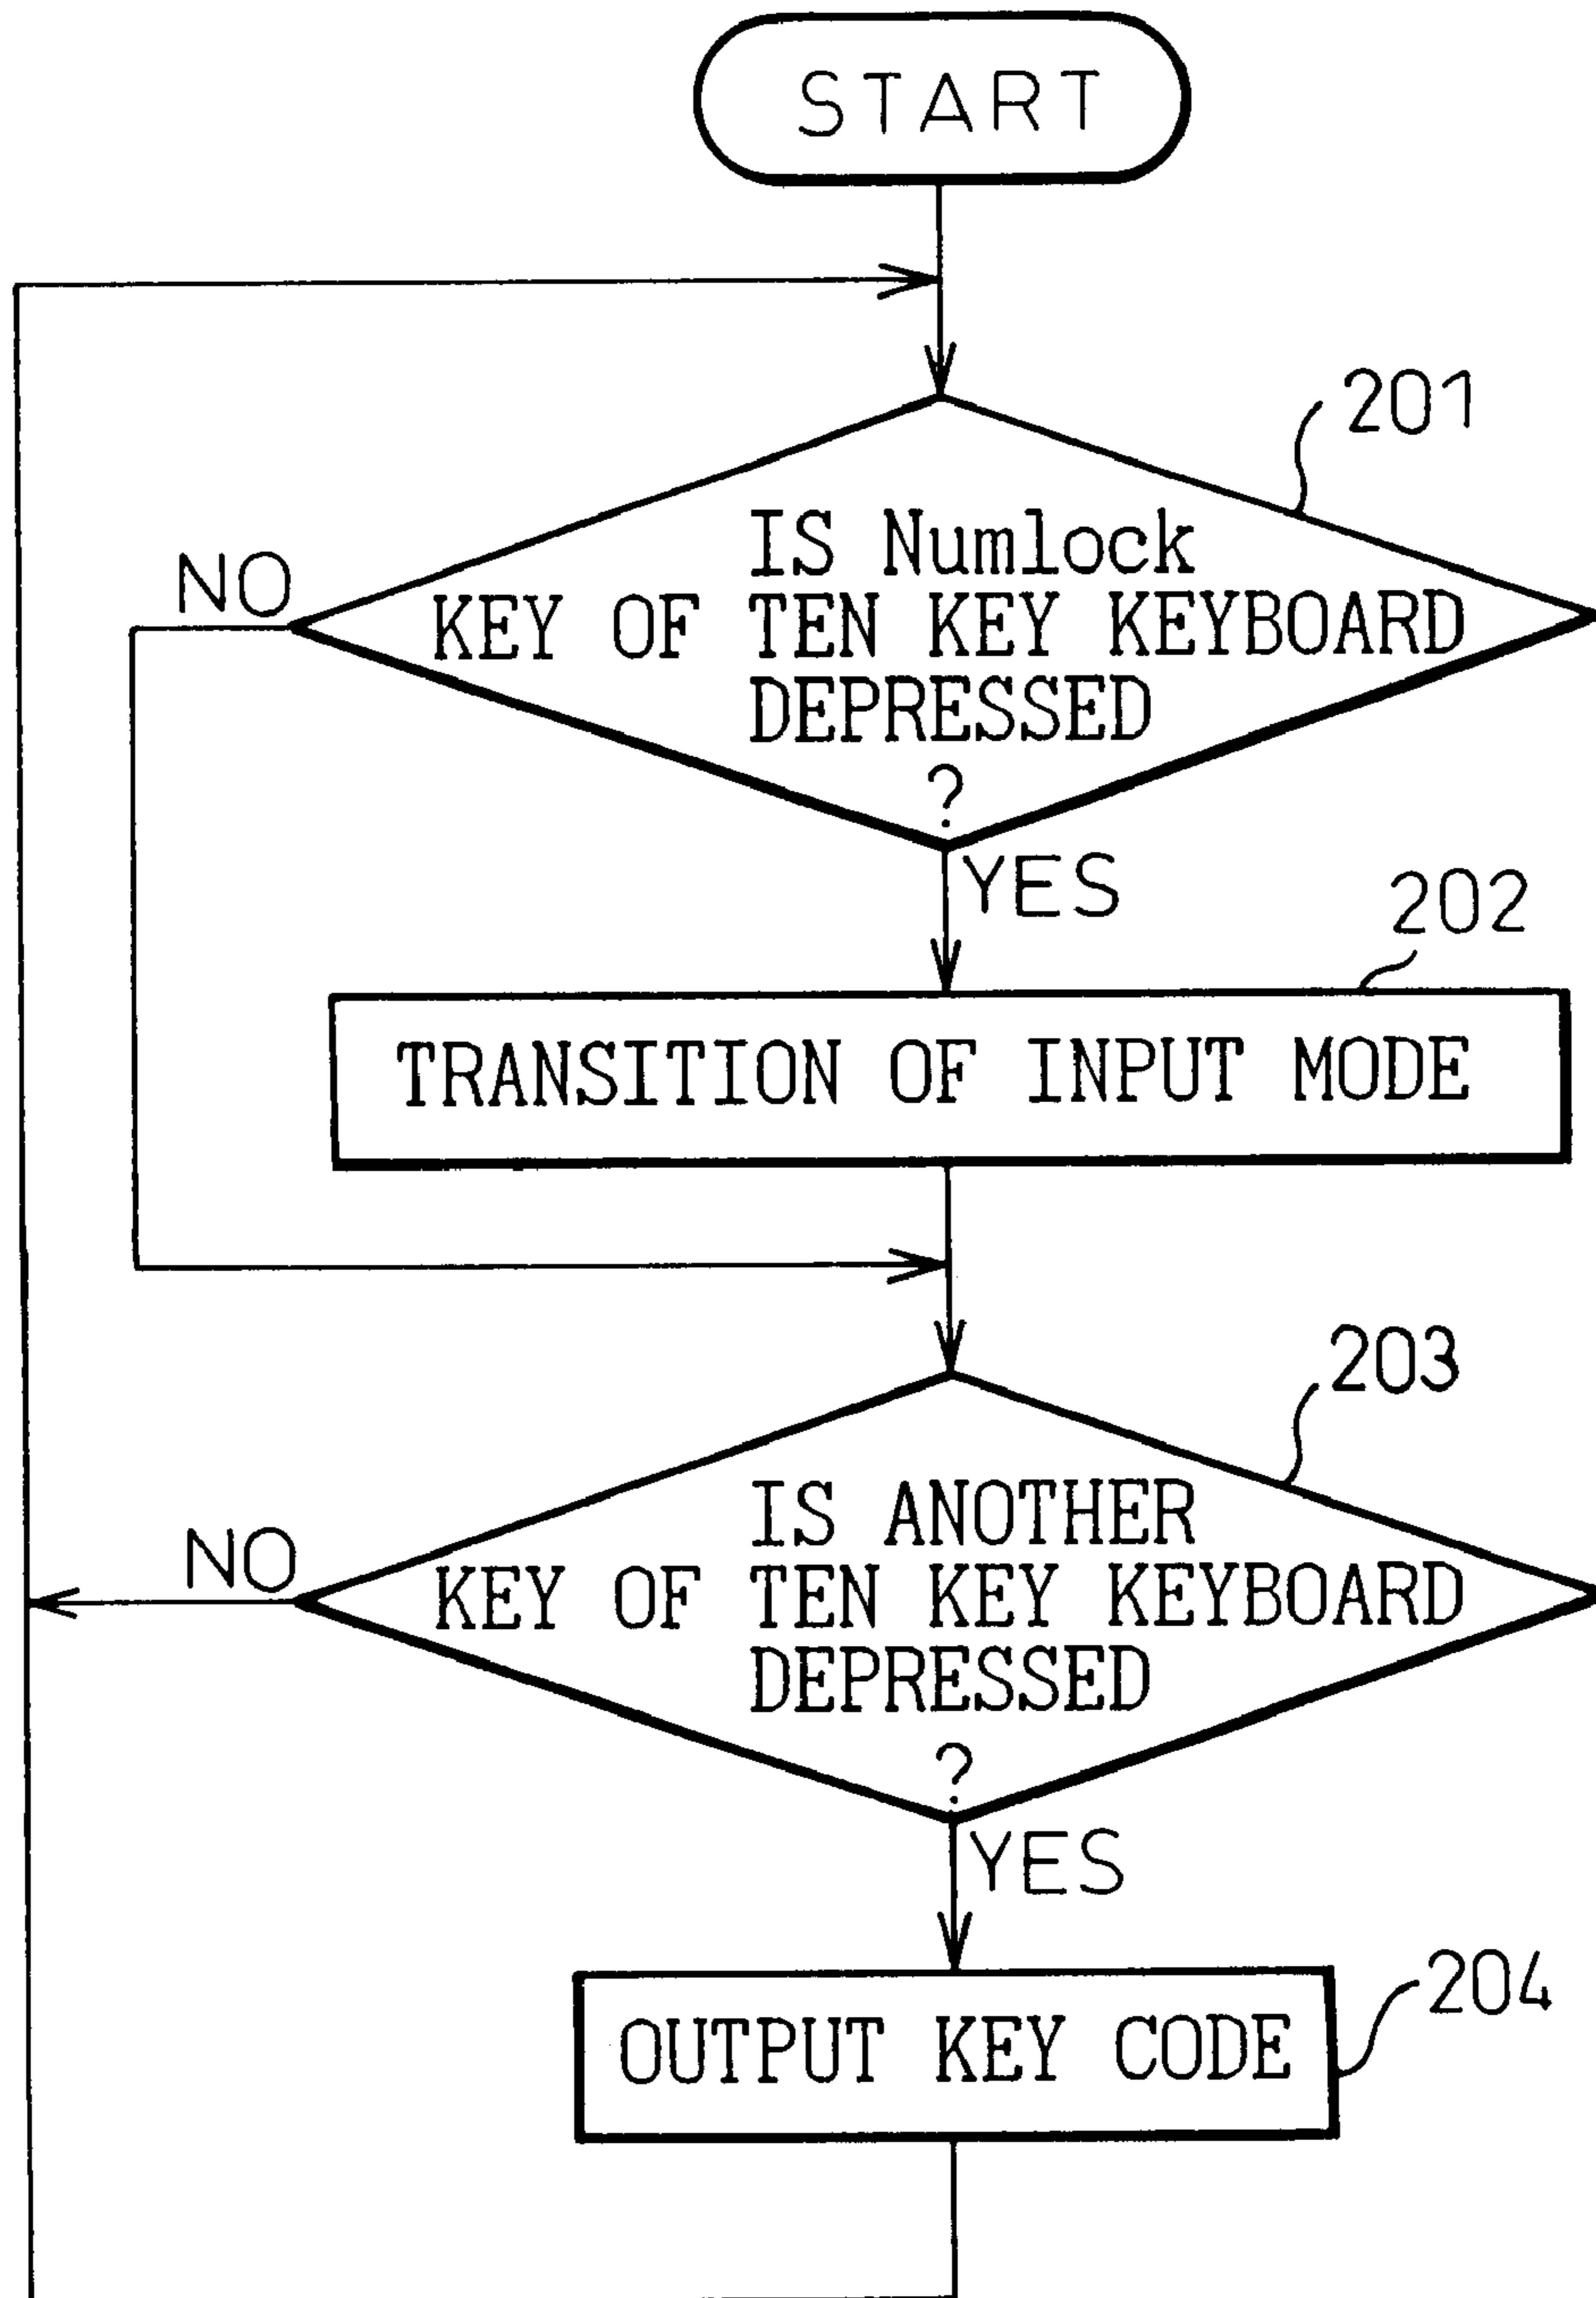 START
201
IS Numlock
NO
KEY OF TEN KEY KEYBOARD
DEPRESSED
?
YES
202
TRANSITION OF INPUT MODE
203
IS ANOTHER
NO
KEY OF TEN KEY KEYBOARD
DEPRESSED
?
YES
204
OUTPUT KEY CODE